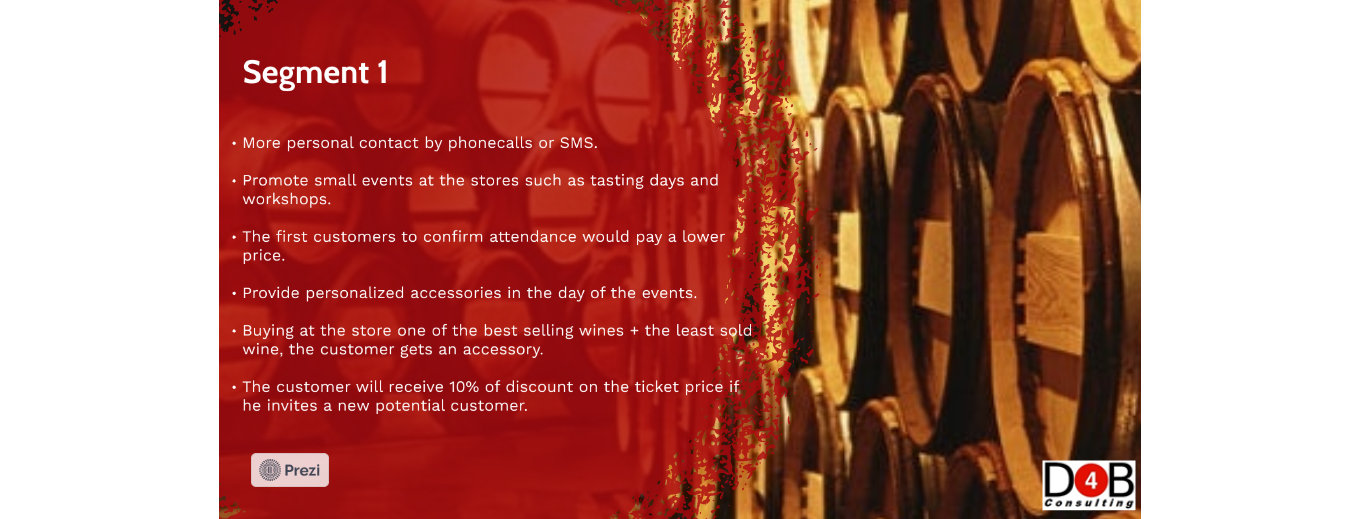 Segment 1
• More personal contact by phonecalls or SMS.
• Promote small events at the stores such as tasting days and
workshops.
• The first customers to confirm attendance would pay a lower
price.
• Provide personalized accessories in the day of the events.
• Buying at the store one of the best selling wines + the least sold
wine, the customer gets an accessory.
• The customer will receive 10% of discount on the ticket price if
he invites a new potential customer.
Prezi
D4B
Consulting